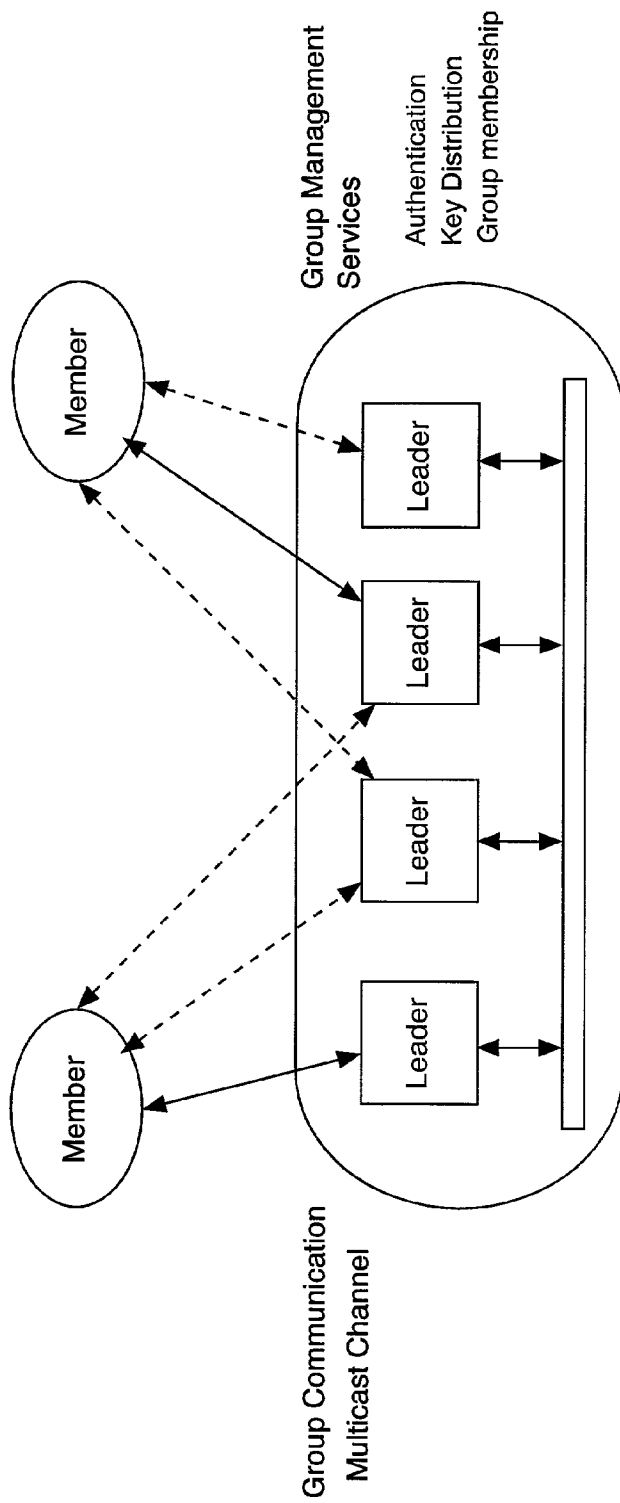 Member
Member
Group Communication
Multicast Channel
Leader
Leader
Leader
Leader
Group Management
Services
Authentication
Key Distribution
Group membership